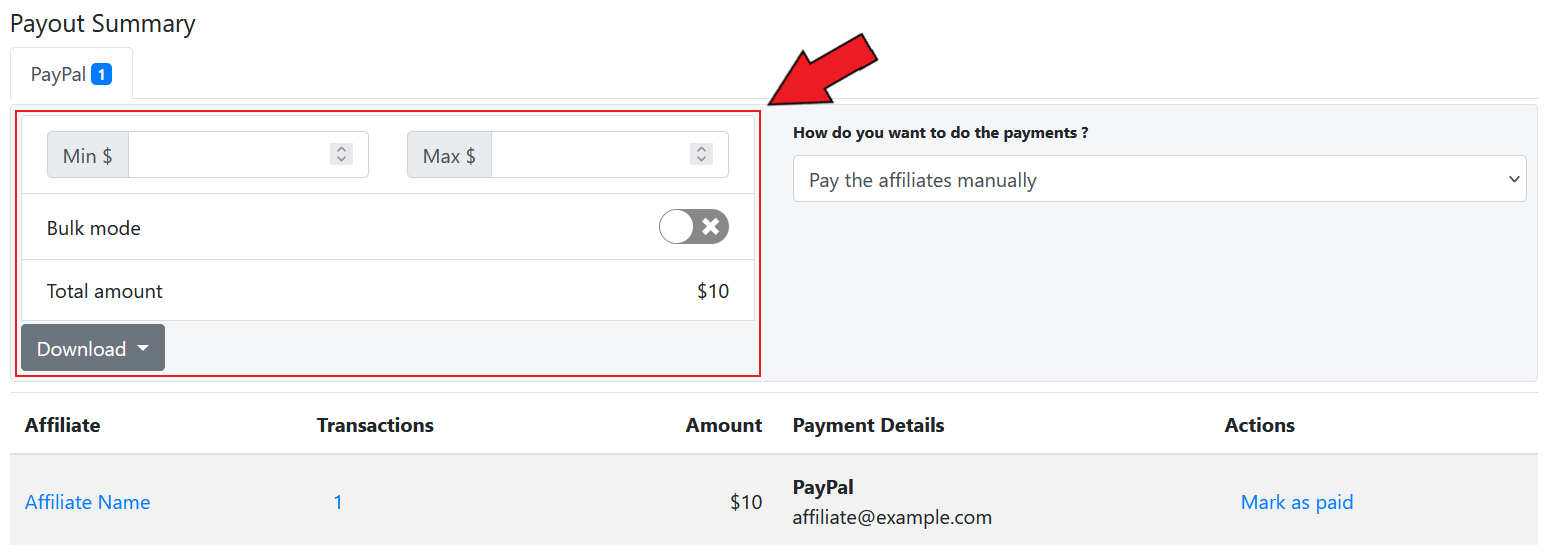 Payout Summary
PayPal 1
Min $
Max $
How do you want to do the payments ?
Pay the affiliates manually
Bulk mode
Total amount $10
Download
Affiliate Transactions Amount Payment Details Actions
Affiliate Name 1 $10 PayPal Mark as paid
affiliate@example.com